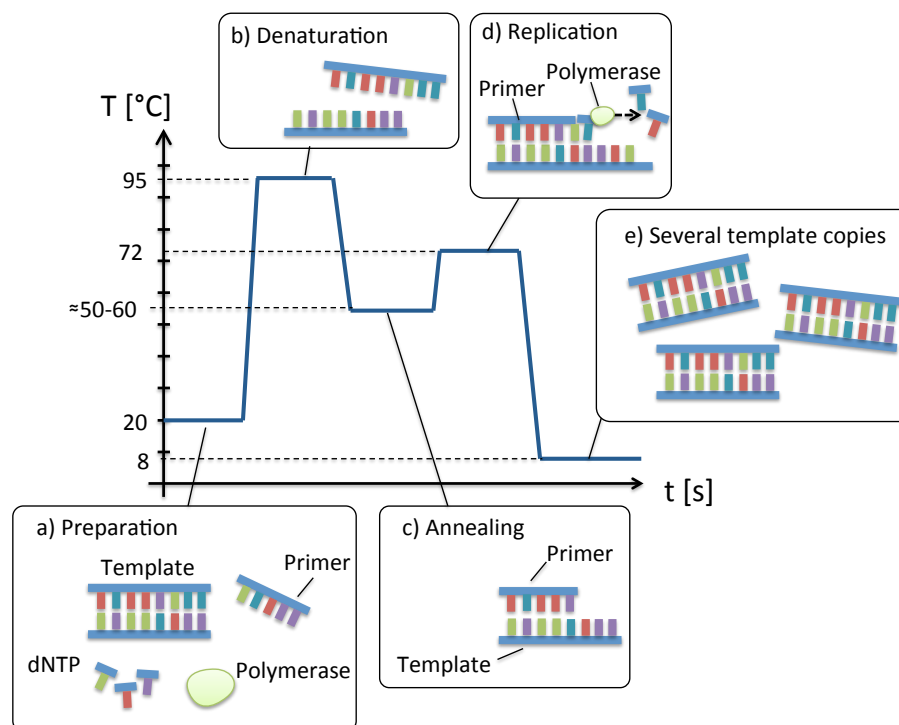 b) Denaturation
d) Replication
Polymerase
Primer
T [°C]
95
72
≈50-60
20
8
t [s]
e) Several template copies
a) Preparation
Template
Primer
dNTP
Polymerase
c) Annealing
Primer
Template